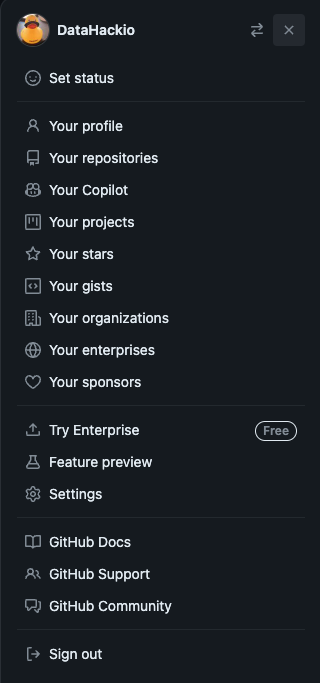 DataHackio
Set status
Your profile
Your repositories
Your Copilot
Your projects
Your stars
Your gists
Your organizations
Your enterprises
Your sponsors
Try Enterprise Free
Feature preview
Settings
GitHub Docs
GitHub Support
GitHub Community
Sign out